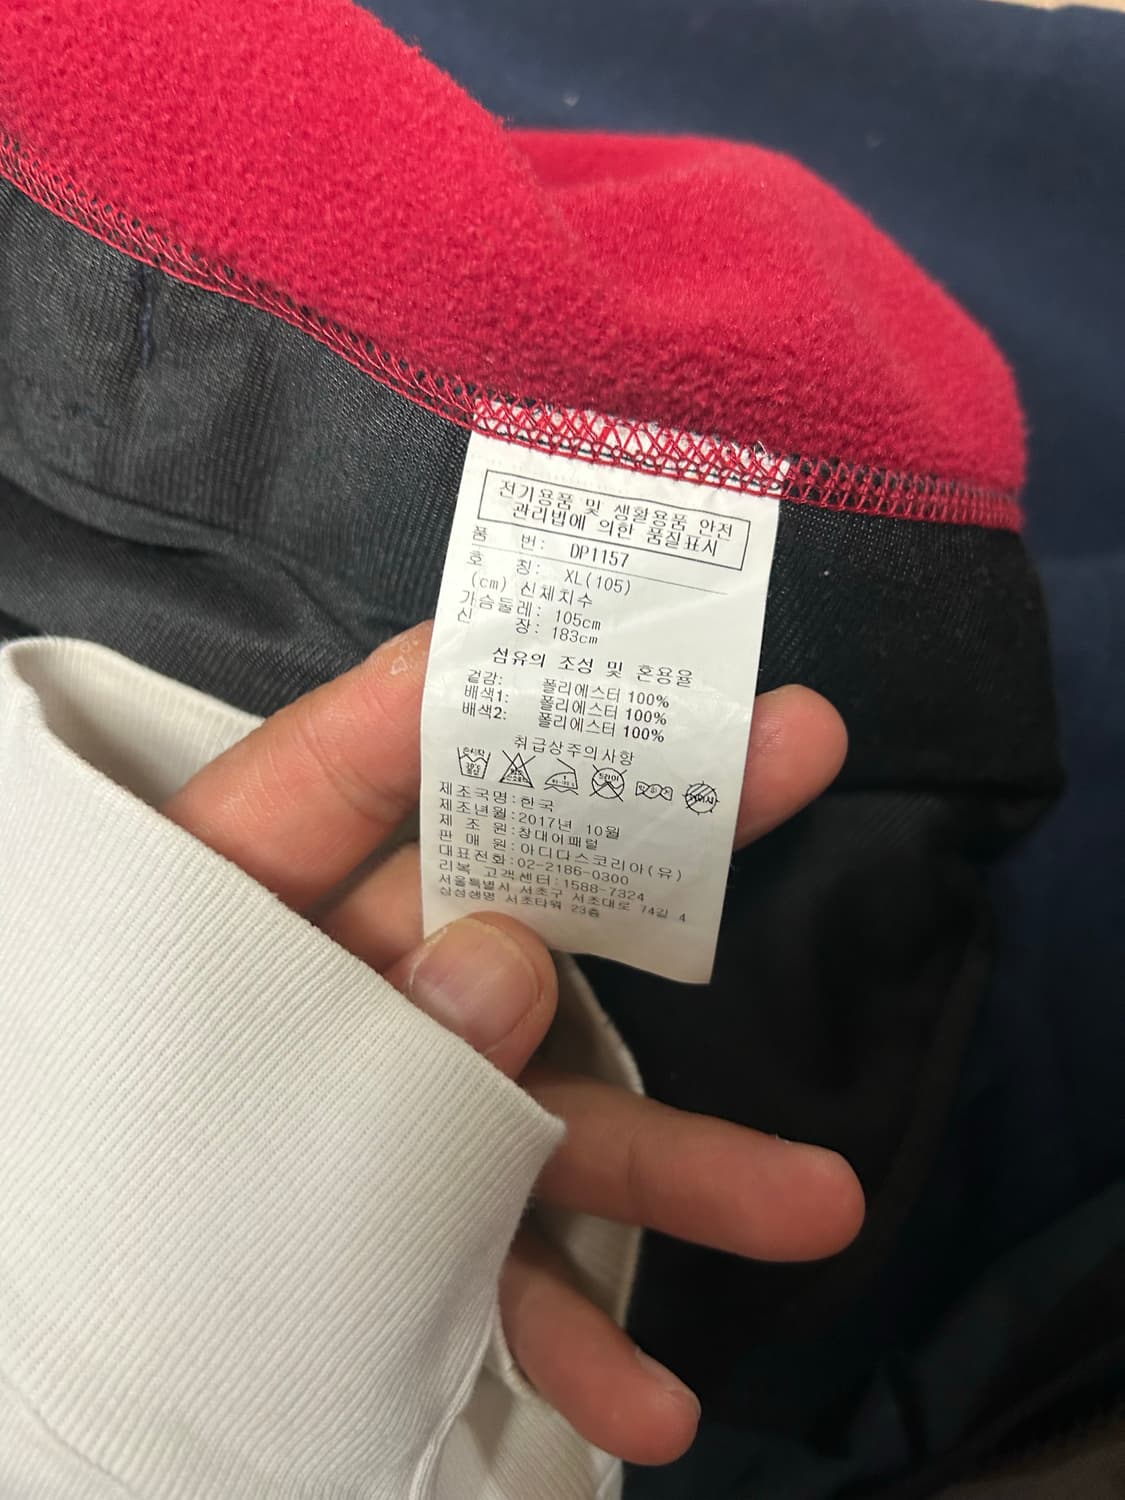 전기용품 및 생활용품 안전
관리법에 의한 품질표시
품 번: DP1157
호 칭: XL(105)
(cm) 신체치수
가슴둘레: 105cm
신 장: 183cm
섬유의 조성 및 혼용율
겉감: 폴리에스터 100%
배색1: 폴리에스터 100%
배색2: 폴리에스터 100%
취급상주의사항
드라이
제조국명:한국
제조년월:2017년 10월
제 조 원:창대어패럴
판 매 원:아디다스코리아(유)
대표전화:02-2186-0300
리복 고객센터:1588-7324
서울특별시 서초구 서초대로 74길 4
삼성생명 서초타워 23층